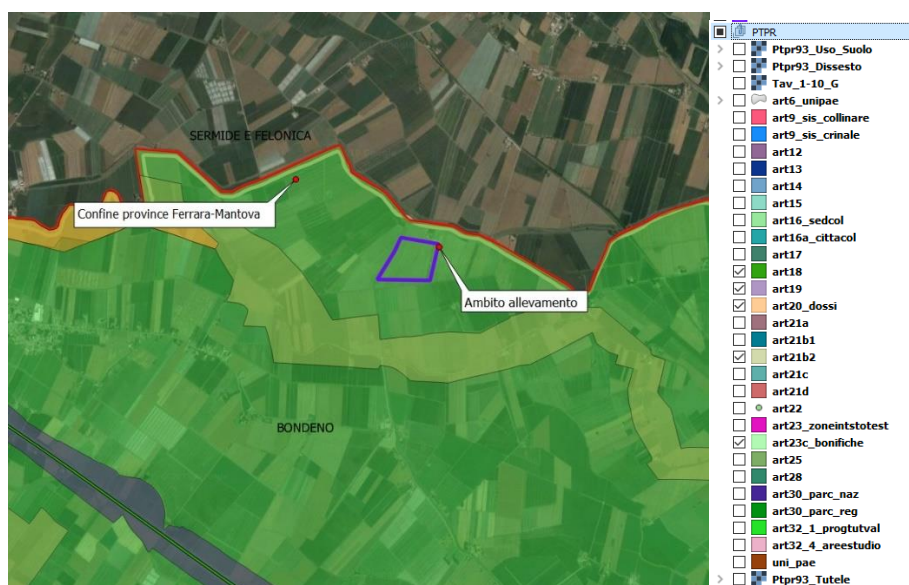 SERMIDE E FELONICA
Confine province Ferrara-Mantova
Ambito allevamento
BONDENO
PTPR
Ptpr93_Uso_Suolo
Ptpr93_Dissesto
Tav_1-10_G
art6_unipae
art9_sis_collinare
art9_sis_crinale
art12
art13
art14
art15
art16_sedcol
art16a_cittacol
art17
art18
art19
art20_dossi
art21a
art21b1
art21b2
art21c
art21d
art22
art23_zoneintstotest
art23c_bonifiche
art25
art28
art30_parc_naz
art30_parc_reg
art32_1_progtutval
art32_4_areestudio
uni_pae
Ptpr93_Tutele